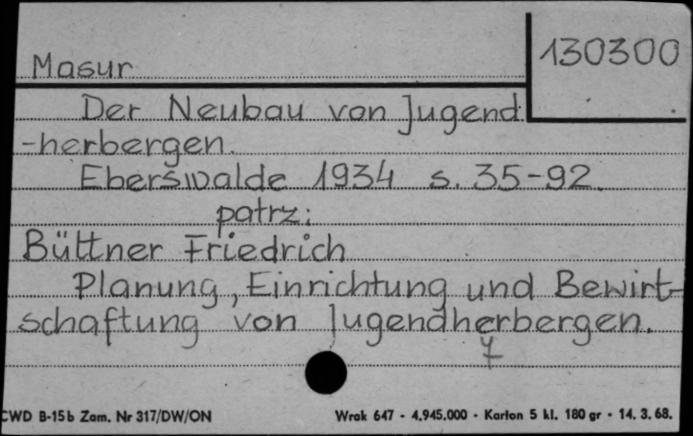 130300
Masur
Der Neubau von Jugend
-herbergen.
Eberswalde 1934 s. 35-92.
patrz:
Büttner Friedrich
Planung, Einrichtung und Bewirt-
schaftung von Jugendherbergen.
CWD B-15b Zam. Nr 317/DW/ON Wrak 647 - 4.945.000 - Karton 5 kl. 180 gr - 14. 3. 68.